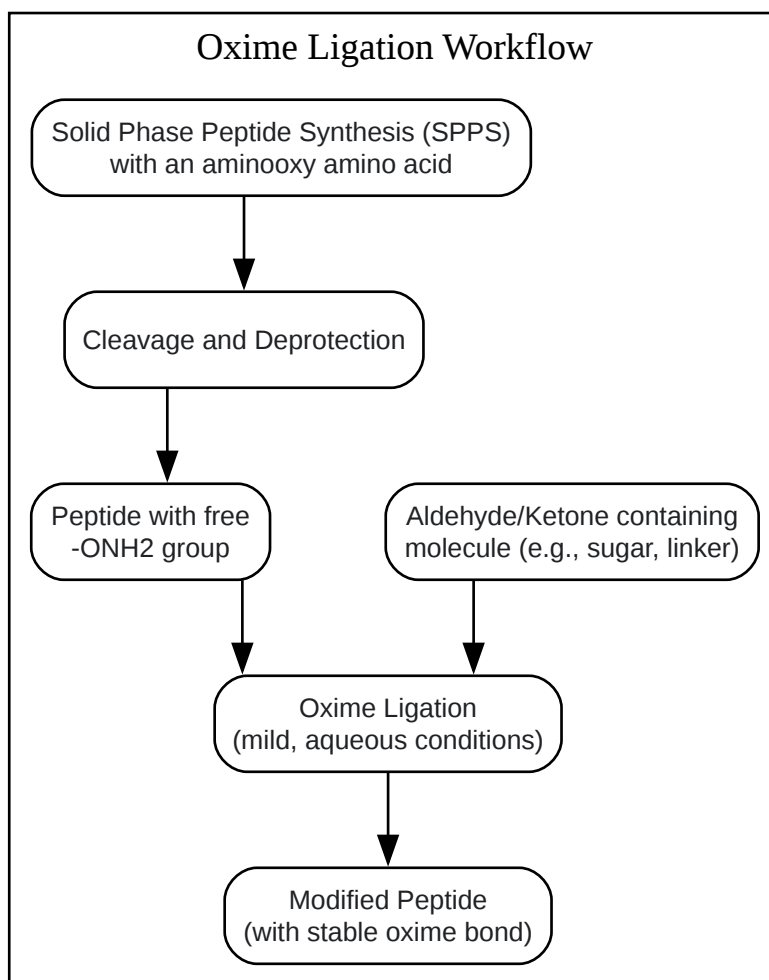 Oxime Ligation Workflow
Solid Phase Peptide Synthesis (SPPS)
with an aminooxy amino acid
Cleavage and Deprotection
Peptide with free
-ONH2 group
Aldehyde/Ketone containing
molecule (e.g., sugar, linker)
Oxime Ligation
(mild, aqueous conditions)
Modified Peptide
(with stable oxime bond)